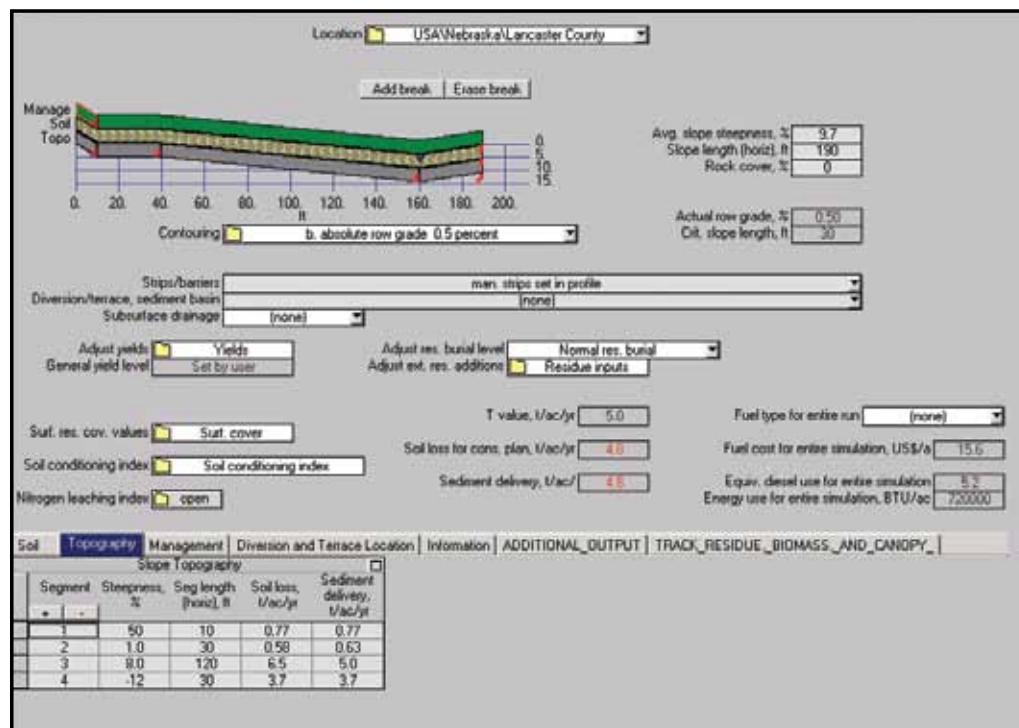 Location USA\Nebraska\Lancaster County
Add break Erase break
Manage
Soil
Topo
0.
5.
10.
15.
0. 20. 40. 60. 80. 100. 120. 140. 160. 180. 200.
ft
Avg. slope steepness, % 9.7
Slope length (horiz), ft 190
Rock cover, % 0
Contouring b. absolute row grade 0.5 percent
Actual row grade, % 0.50
Crit. slope length, ft 30
Strips/barriers man. strips set in profile
Diversion/terrace, sediment basin (none)
Subsurface drainage (none)
Adjust yields Yields
General yield level Set by user
Adjust res. burial level Normal res. burial
Adjust ext. res. additions Residue inputs
T value, t/ac/yr 5.0
Fuel type for entire run (none)
Surf. res. cov. values Surf. cover
Soil loss for cons. plan, t/ac/yr
Fuel cost for entire simulation, US$/a 15.6
Soil conditioning index Soil conditioning index
Sediment delivery, t/ac/
Equiv. diesel use for entire simulation 5.2
Nitrogen leaching index open
Energy use for entire simulation, BTU/ac 720000
Soil Topography Management Diversion and Terrace Location Information ADDITIONAL_OUTPUT TRACK_RESIDUE,_BIOMASS,_AND_CANOPY_
Slope Topography
Segment Steepness, % Seg length (horiz), ft Soil loss, t/ac/yr Sediment delivery, t/ac/yr
+ -
1 50 10 0.77 0.77
2 1.0 30 0.58 0.63
3 8.0 120 6.5 5.0
4 -12 30 3.7 3.7